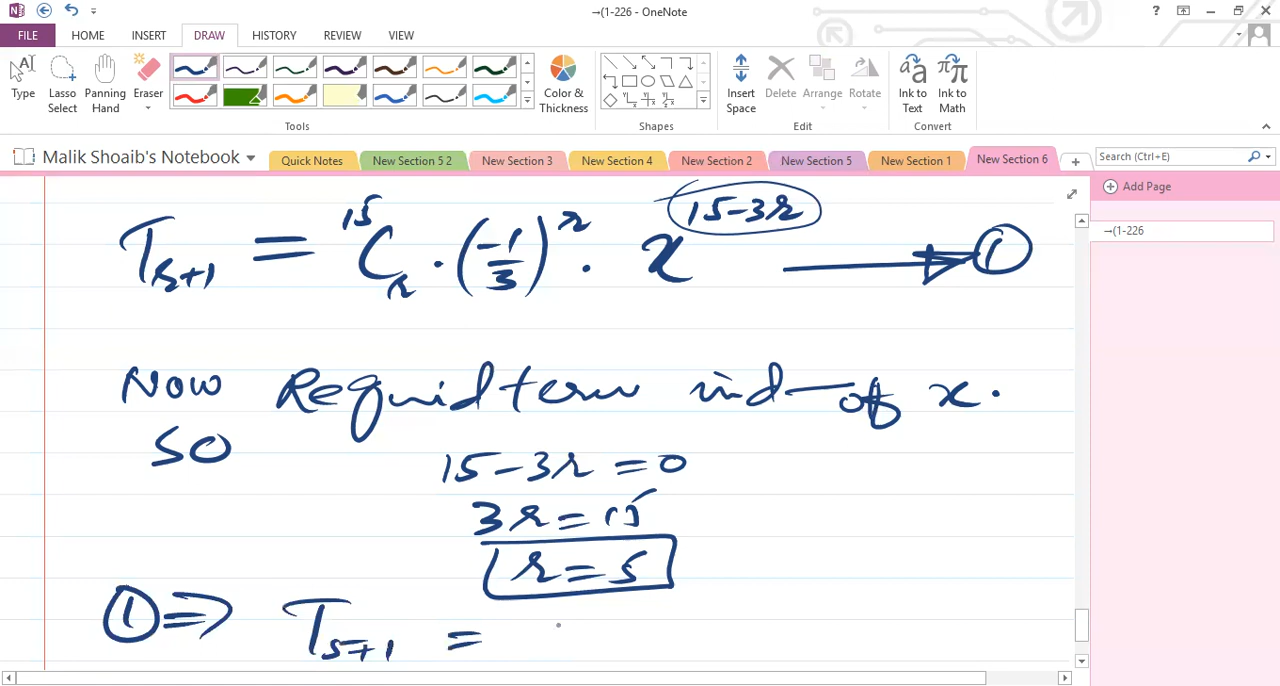 →(1-226 - OneNote
FILE HOME INSERT DRAW HISTORY REVIEW VIEW
Type Lasso Select Panning Hand Eraser Color & Thickness Insert Space Delete Arrange Rotate Ink to Text Ink to Math
Tools Shapes Edit Convert
Malik Shoaib's Notebook Quick Notes New Section 5 2 New Section 3 New Section 4 New Section 2 New Section 5 New Section 1 New Section 6 Search (Ctrl+E)
Add Page
→(1-226
T_{r+1} = ^{15}C_r · (-1/3)^r · x^{15-3r} → ①
Now Requid term ind— of x.
SO
15-3r = 0
3r = 15
r = 5
① ⇒ T_{5+1} =